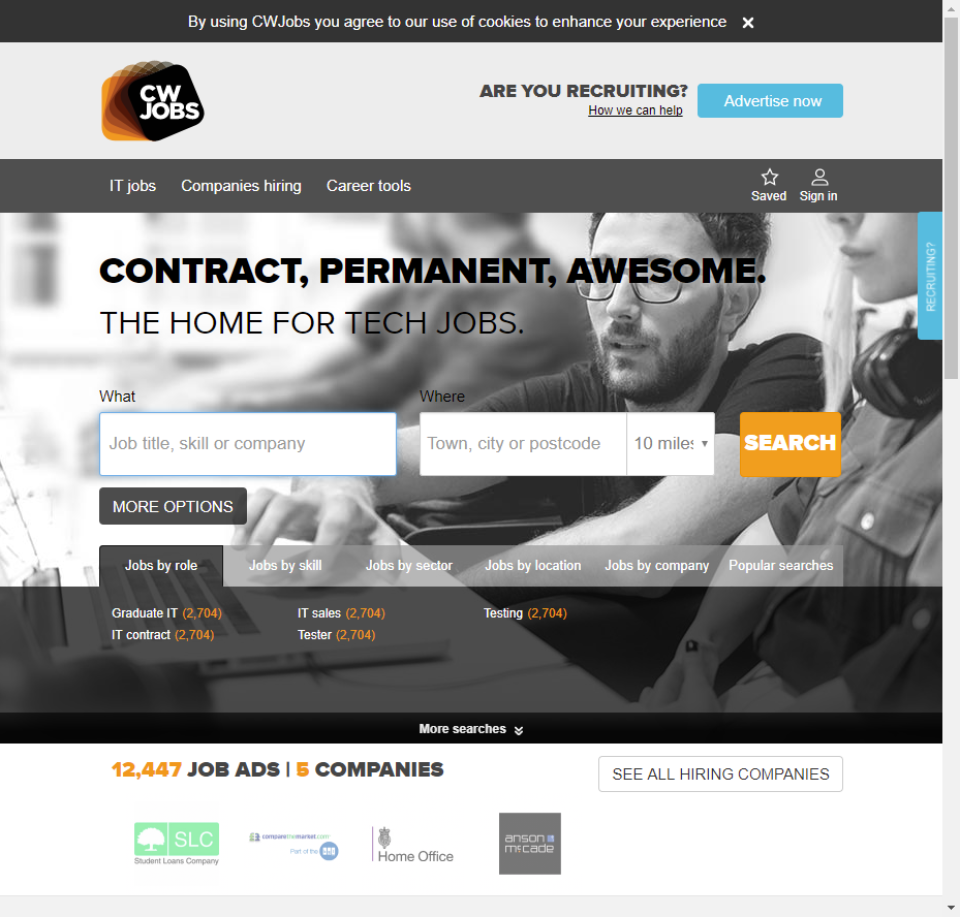 By using CWJobs you agree to our use of cookies to enhance your experience ×
CW
JOBS
ARE YOU RECRUITING?
How we can help
Advertise now
IT jobs Companies hiring Career tools
Saved Sign in
RECRUITING?
CONTRACT, PERMANENT, AWESOME.
THE HOME FOR TECH JOBS.
What Where
Job title, skill or company Town, city or postcode 10 miles SEARCH
MORE OPTIONS
Jobs by role Jobs by skill Jobs by sector Jobs by location Jobs by company Popular searches
Graduate IT (2,704) IT sales (2,704) Testing (2,704)
IT contract (2,704) Tester (2,704)
More searches
12,447 JOB ADS | 5 COMPANIES SEE ALL HIRING COMPANIES
SLC
Student Loans Company
comparethemarket.com
Part of the
Home Office
anson
mccade